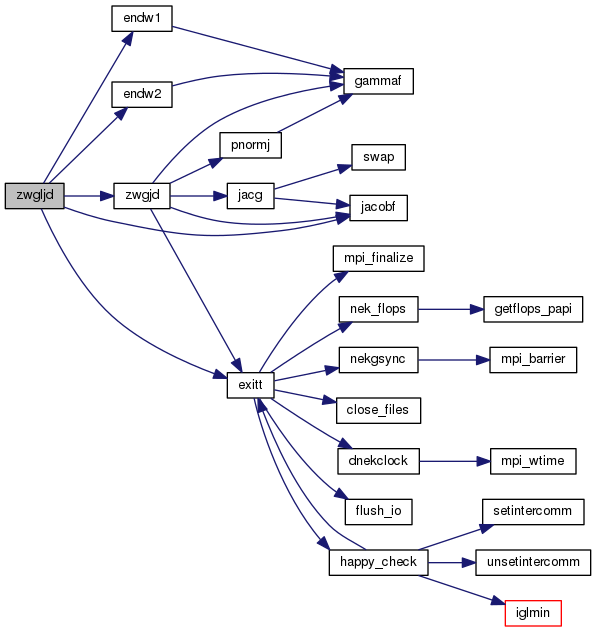 endw1
gammaf
endw2
pnormj
swap
zwgljd
zwgjd
jacg
jacobf
mpi_finalize
nek_flops
getflops_papi
nekgsync
mpi_barrier
exitt
close_files
dnekclock
mpi_wtime
flush_io
setintercomm
happy_check
unsetintercomm
iglmin